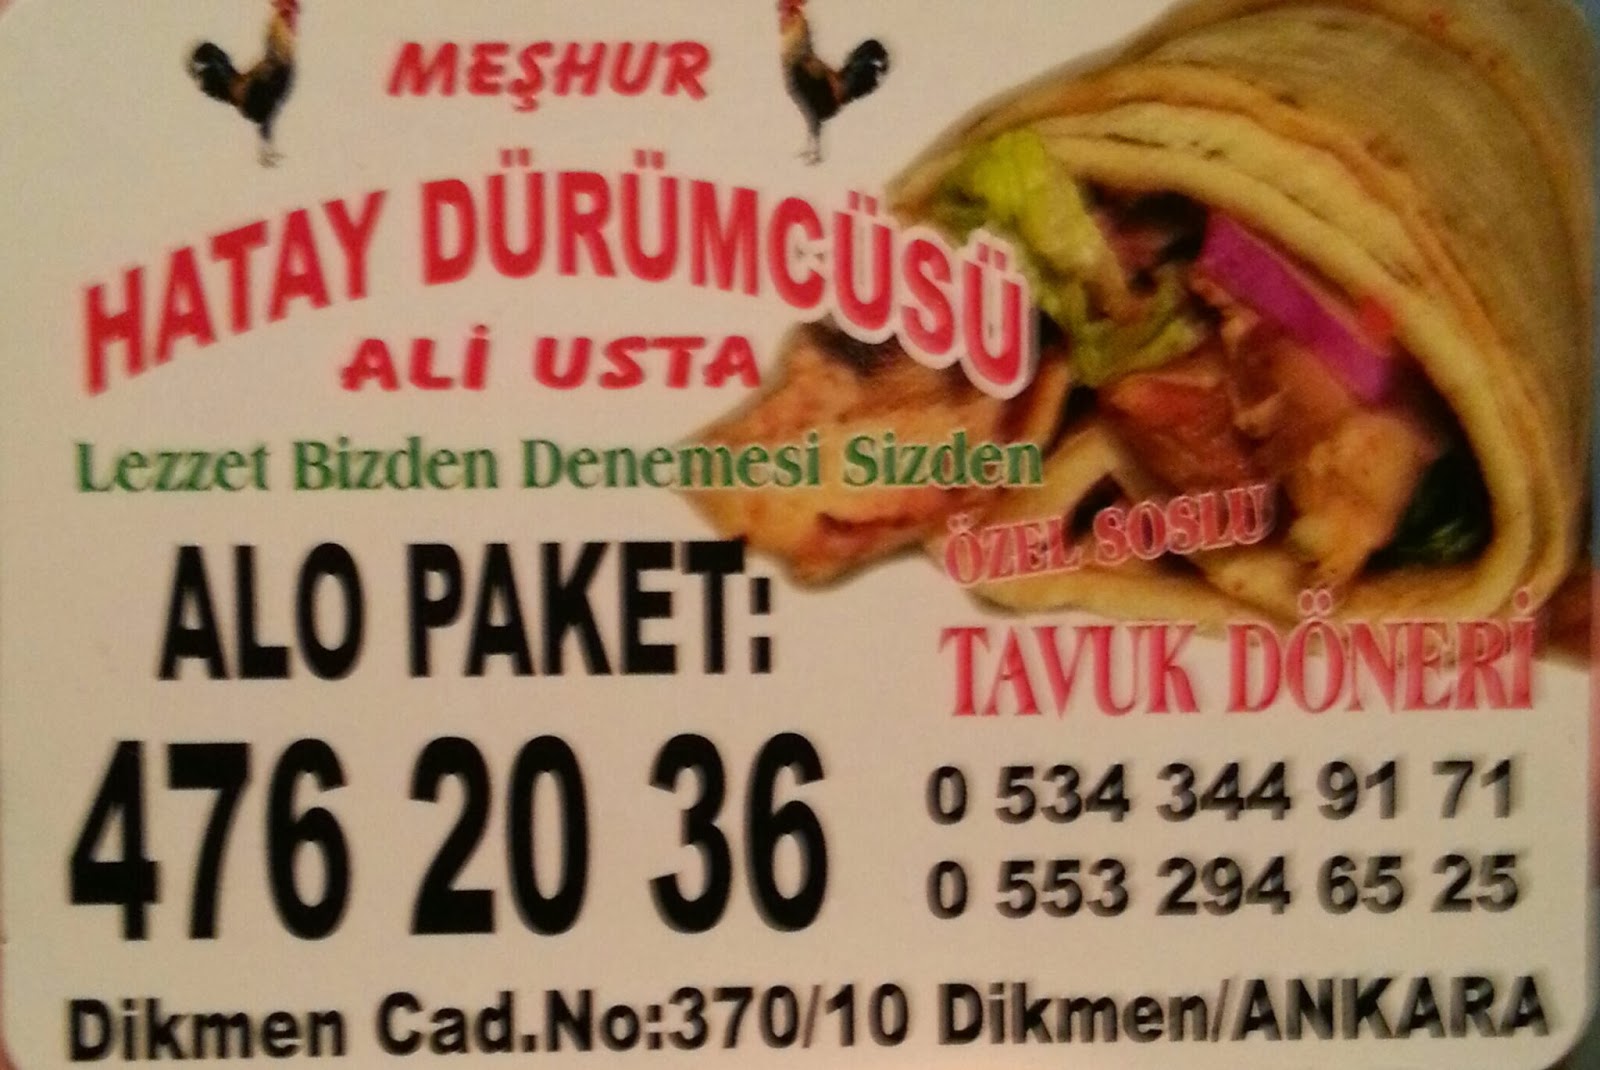 MEŞHUR
HATAY DÜRÜMCÜSÜ
ALİ USTA
Lezzet Bizden Denemesi Sizden
ÖZEL SOSLU
TAVUK DÖNERİ
ALO PAKET:
476 20 36
0 534 344 91 71
0 553 294 65 25
Dikmen Cad.No:370/10 Dikmen/ANKARA